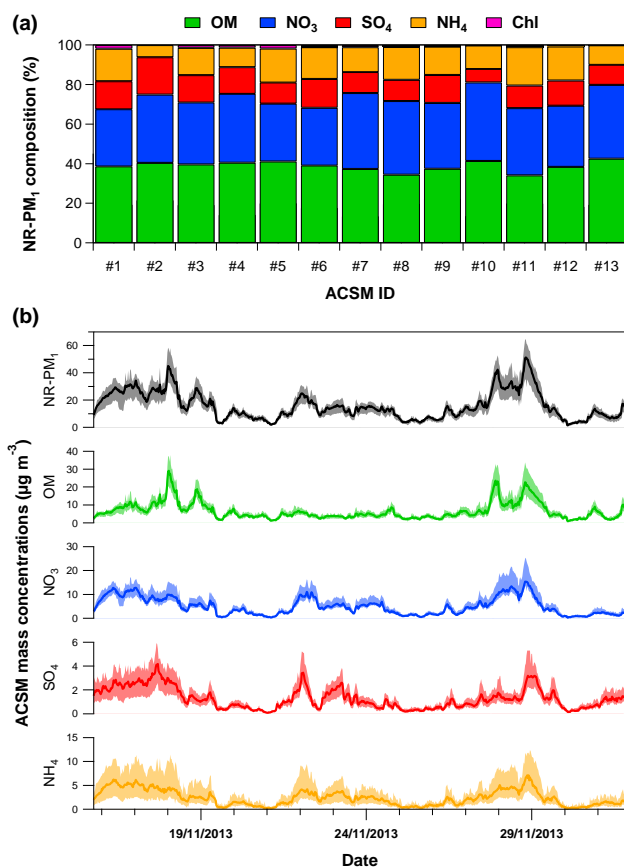 (a) OM NO₃ SO₄ NH₄ Chl
NR-PM₁ composition (%)
100
80
60
40
20
0
#1 #2 #3 #4 #5 #6 #7 #8 #9 #10 #11 #12 #13
ACSM ID
(b)
ACSM mass concentrations (µg m⁻³)
NR-PM₁
60
40
20
0
OM
40
30
20
10
0
NO₃
30
20
10
0
SO₄
6
4
2
0
NH₄
15
10
5
0
19/11/2013 24/11/2013 29/11/2013
Date